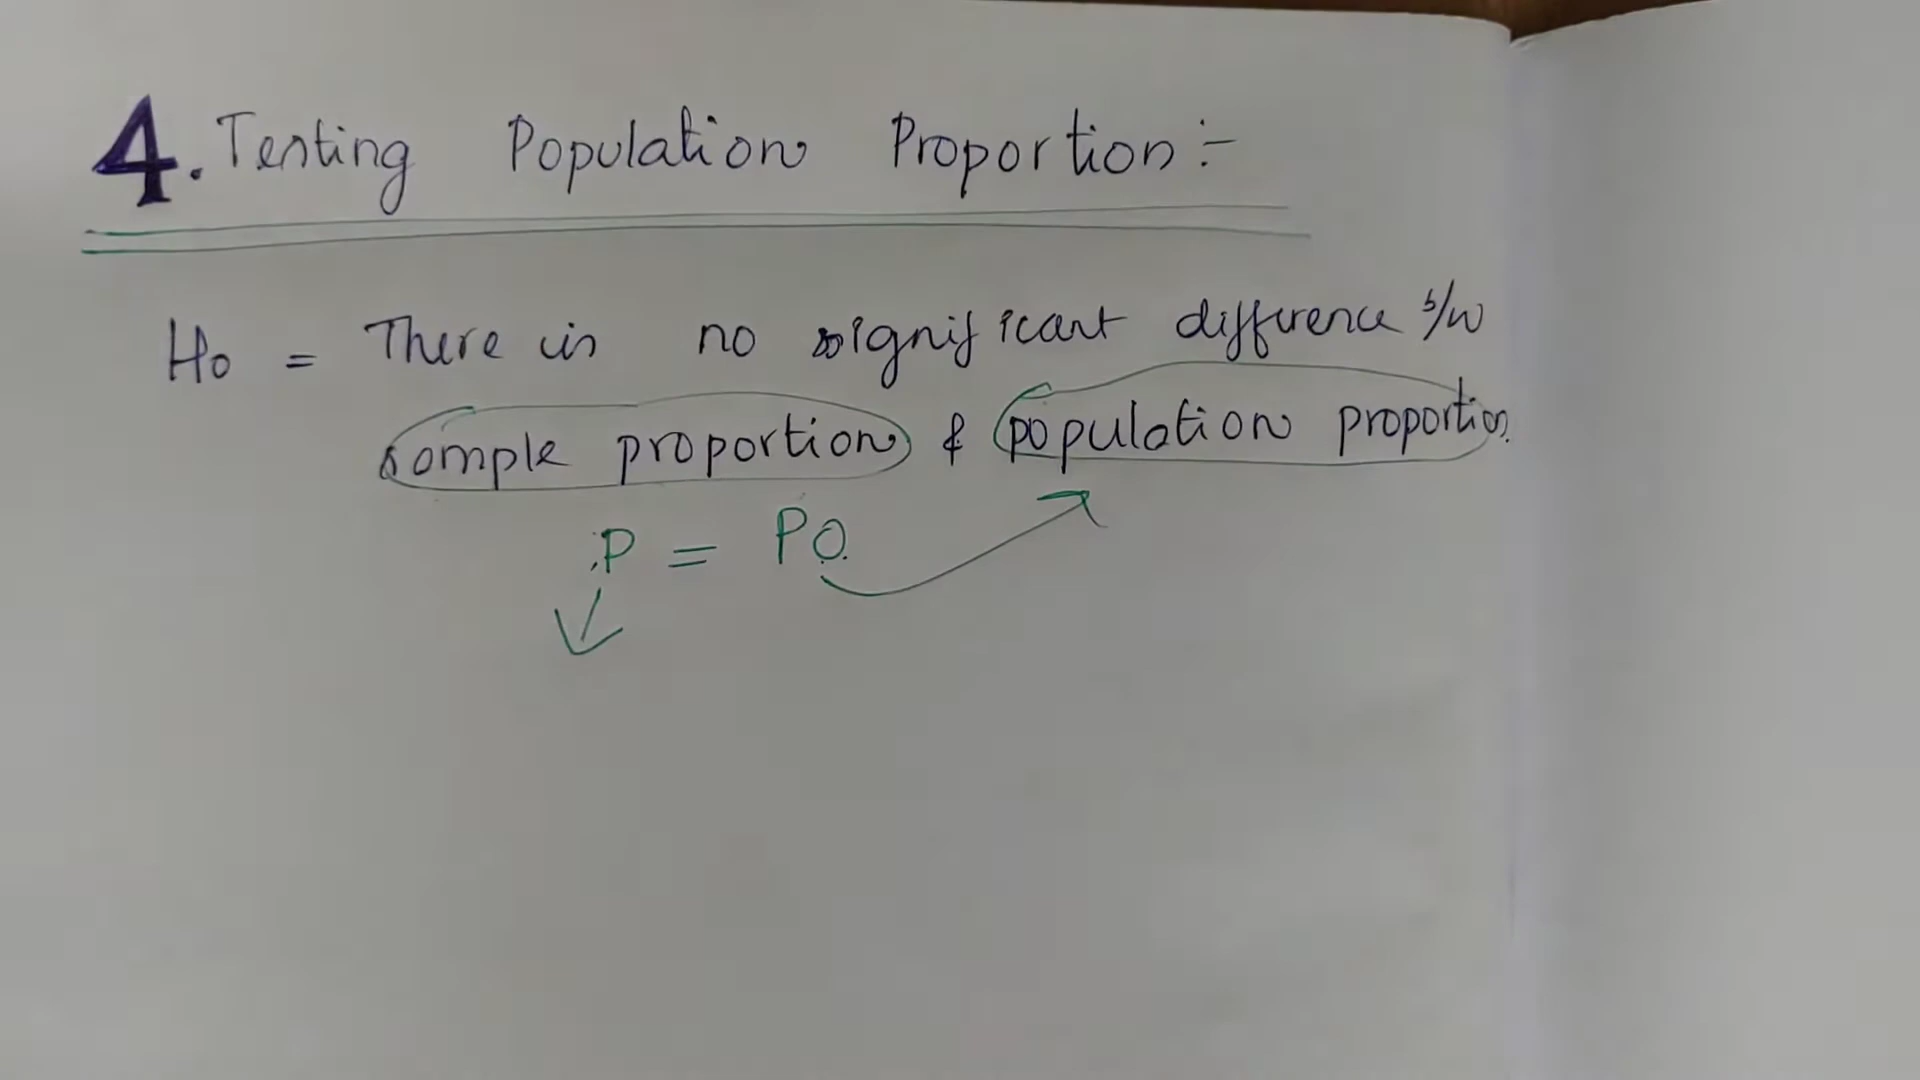 4. Testing Population Proportion :-
Ho = There is no significant difference b/w
sample proportion & population proportion.
P = PO